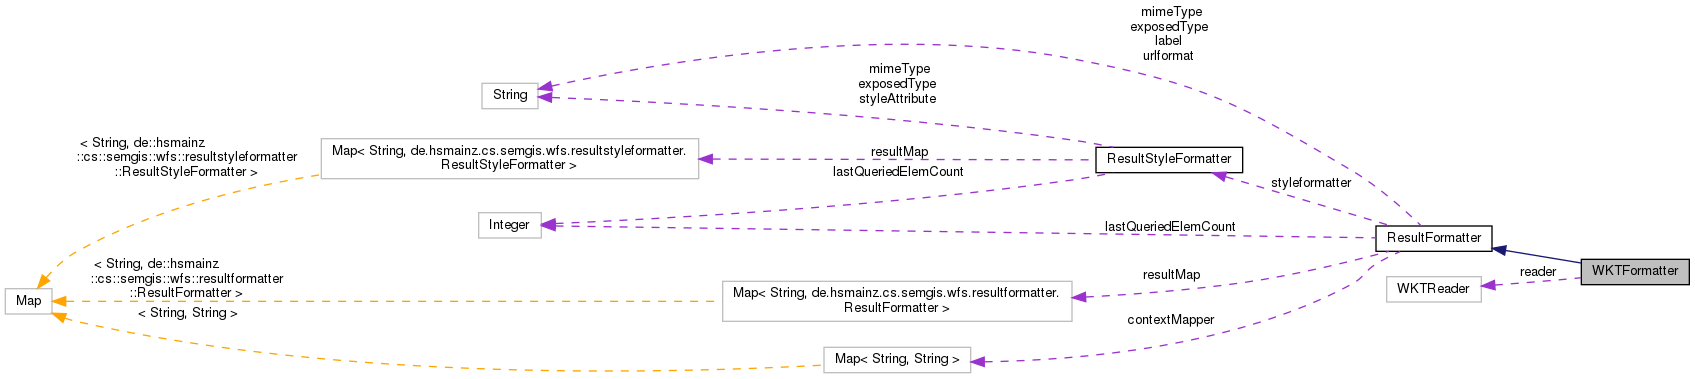 mimeType
exposedType
label
urlformat
mimeType
exposedType
styleAttribute
String
< String, de::hsmainz
::cs::semgis::wfs::resultstyleformatter
::ResultStyleFormatter >
Map< String, de.hsmainz.cs.semgis.wfs.resultstyleformatter.
ResultStyleFormatter >
resultMap
ResultStyleFormatter
lastQueriedElemCount
styleformatter
Integer
lastQueriedElemCount
ResultFormatter
< String, de::hsmainz
::cs::semgis::wfs::resultformatter
::ResultFormatter >
Map
< String, String >
Map< String, de.hsmainz.cs.semgis.wfs.resultformatter.
ResultFormatter >
resultMap
reader
WKTFormatter
WKTReader
contextMapper
Map< String, String >